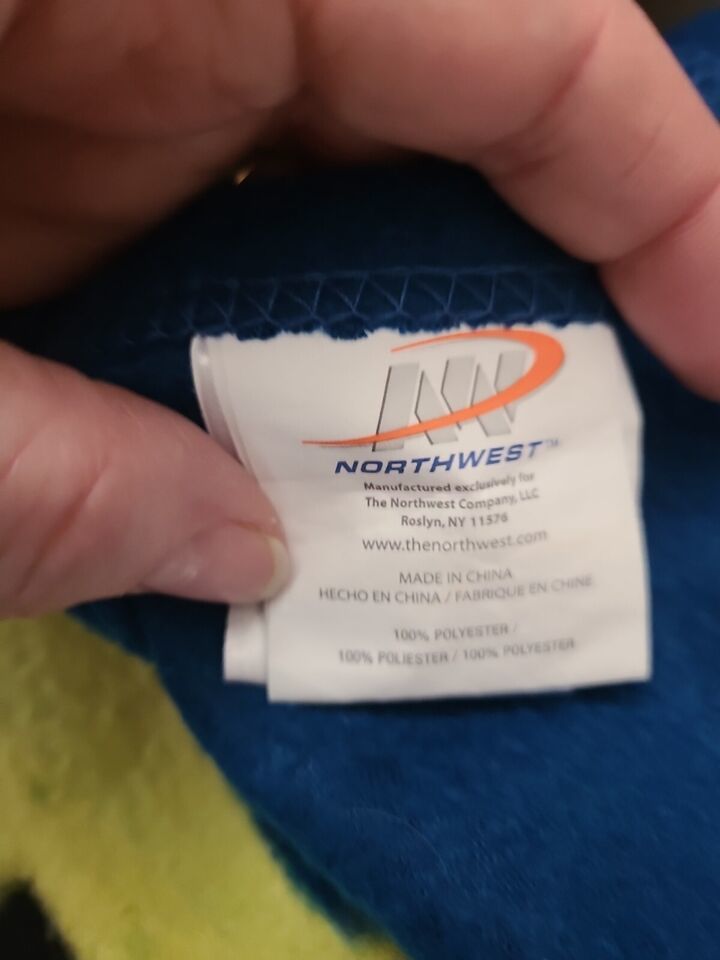 NORTHWEST™
Manufactured exclusively for
The Northwest Company, LLC
Roslyn, NY 11576
www.thenorthwest.com
MADE IN CHINA
HECHO EN CHINA / FABRIQUE EN CHINE
100% POLYESTER /
100% POLIESTER / 100% POLYESTER